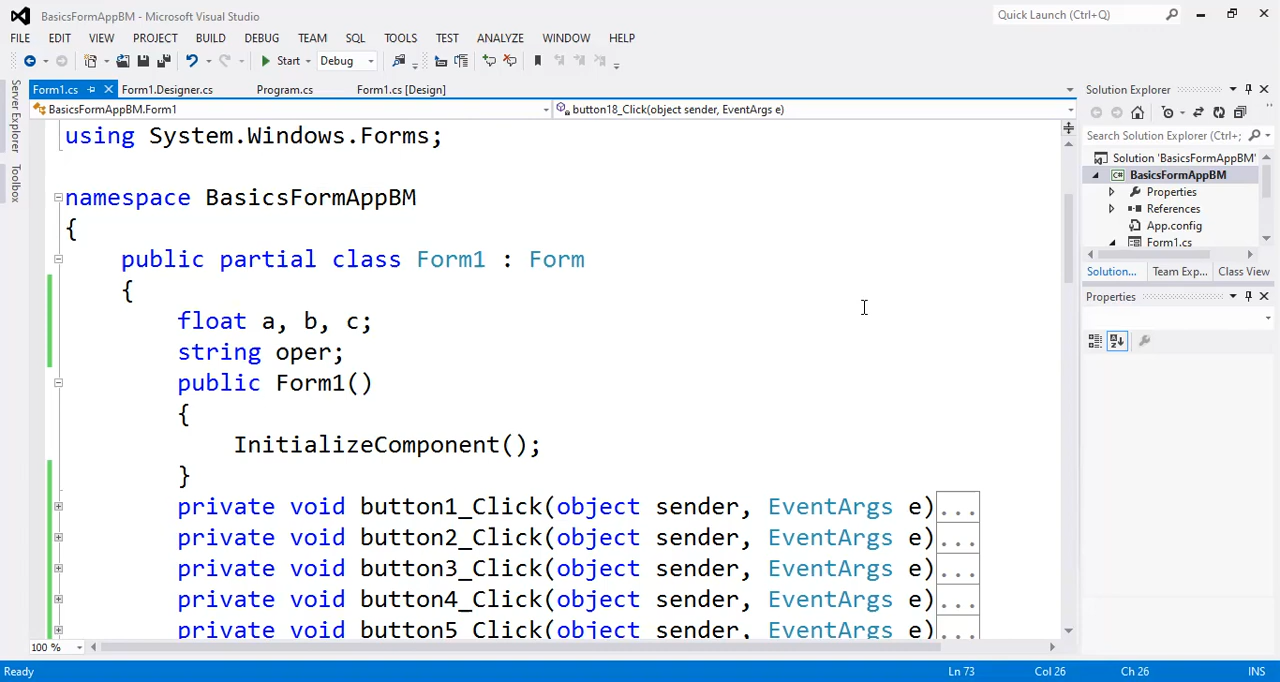 BasicsFormAppBM - Microsoft Visual Studio
Quick Launch (Ctrl+Q)
FILE EDIT VIEW PROJECT BUILD DEBUG TEAM SQL TOOLS TEST ANALYZE WINDOW HELP
Start Debug
Form1.cs Form1.Designer.cs Program.cs Form1.cs [Design]
BasicsFormAppBM.Form1 button18_Click(object sender, EventArgs e)
Server Explorer
Toolbox
using System.Windows.Forms;
namespace BasicsFormAppBM
{
public partial class Form1 : Form
{
float a, b, c;
string oper;
public Form1()
{
InitializeComponent();
}
private void button1_Click(object sender, EventArgs e)...
private void button2_Click(object sender, EventArgs e)...
private void button3_Click(object sender, EventArgs e)...
private void button4_Click(object sender, EventArgs e)...
private void button5_Click(object sender, EventArgs e)...
100 %
Solution Explorer
Search Solution Explorer (Ctrl+;
Solution 'BasicsFormAppBM'
BasicsFormAppBM
Properties
References
App.config
Form1.cs
Solution... Team Exp... Class View
Properties
Ready Ln 73 Col 26 Ch 26 INS